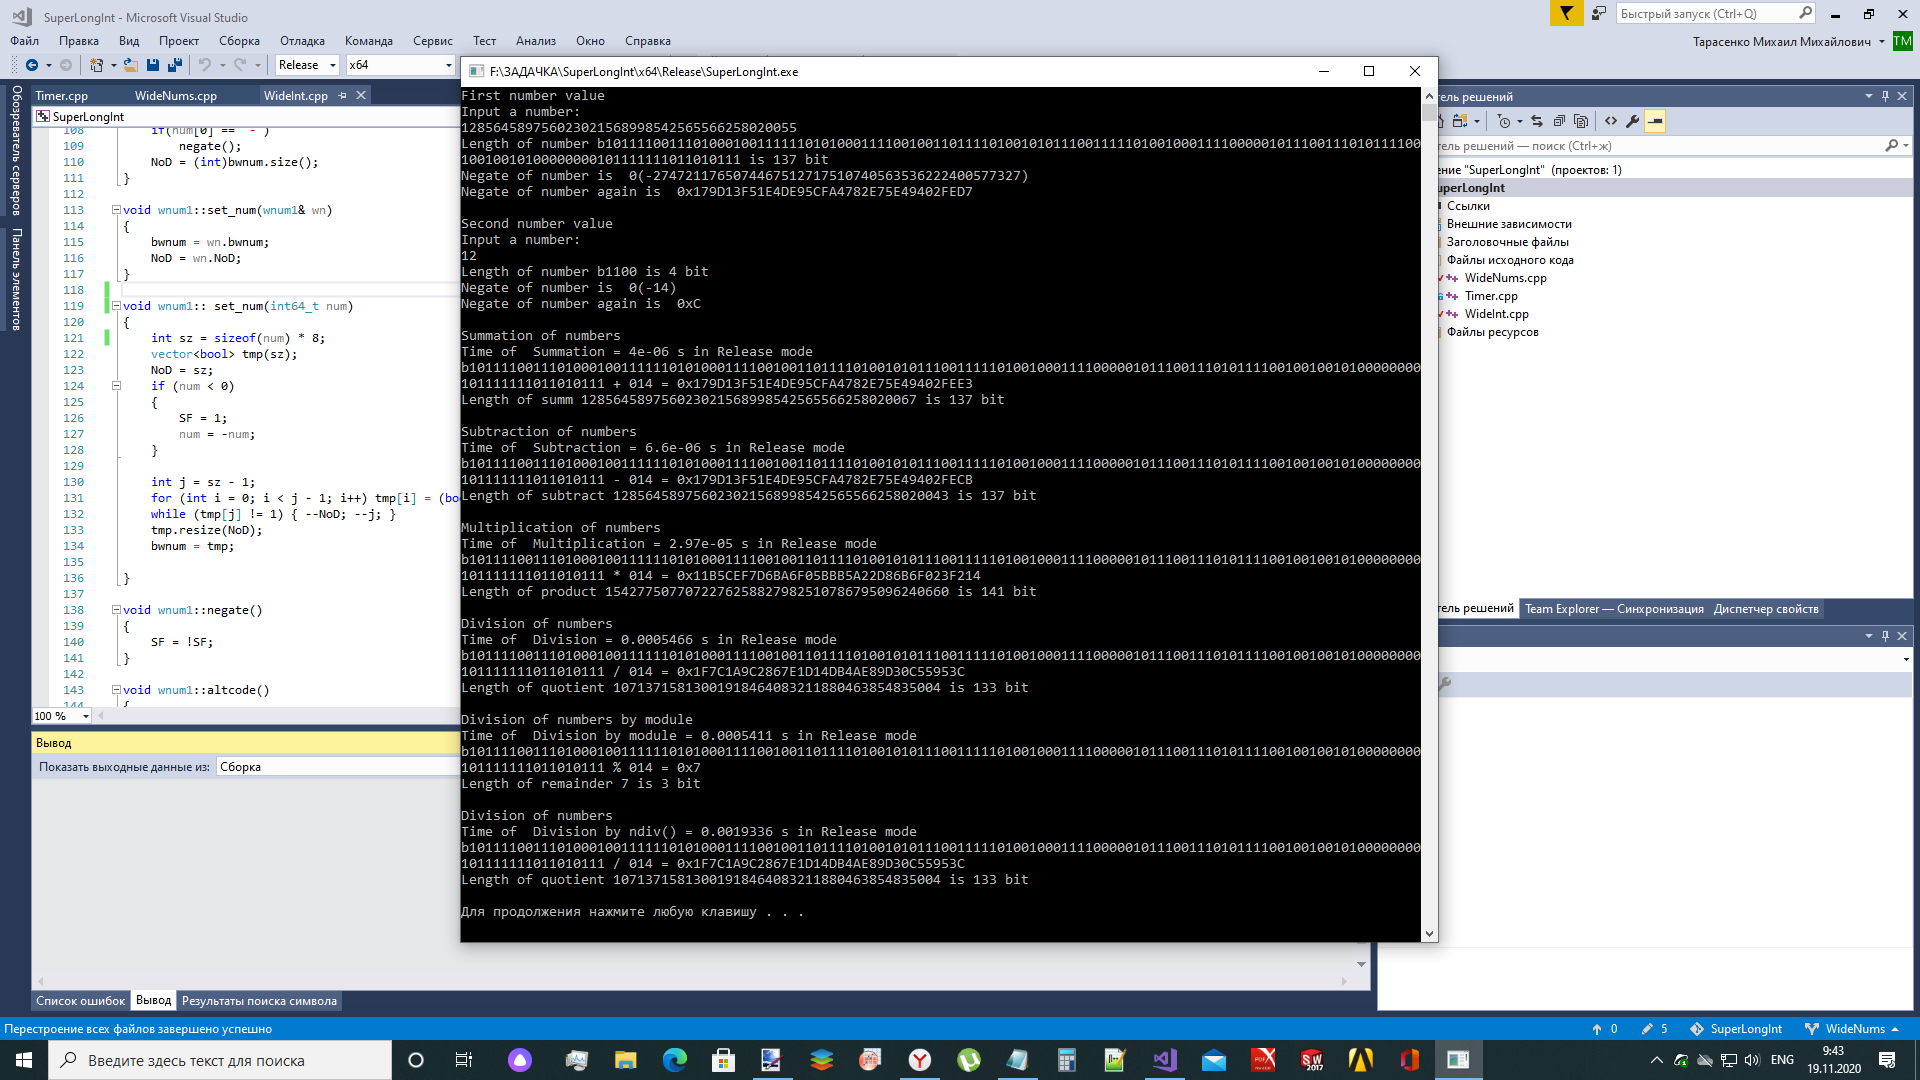 SuperLongInt - Microsoft Visual Studio
Быстрый запуск (Ctrl+Q)
Файл Правка Вид Проект Сборка Отладка Команда Сервис Тест Анализ Окно Справка
Тарасенко Михаил Михайлович TM
Release x64
Обозреватель серверов
Панель элементов
Timer.cpp WideNums.cpp WideInt.cpp
SuperLongInt
108 if(num[0] == - )
109 negate();
110 NoD = (int)bwnum.size();
111 }
112
113 void wnum1::set_num(wnum1& wn)
114 {
115 bwnum = wn.bwnum;
116 NoD = wn.NoD;
117 }
118
119 void wnum1:: set_num(int64_t num)
120 {
121 int sz = sizeof(num) * 8;
122 vector<bool> tmp(sz);
123 NoD = sz;
124 if (num < 0)
125 {
126 SF = 1;
127 num = -num;
128 }
129
130 int j = sz - 1;
131 for (int i = 0; i < j - 1; i++) tmp[i] = (bo
132 while (tmp[j] != 1) { --NoD; --j; }
133 tmp.resize(NoD);
134 bwnum = tmp;
135
136 }
137
138 void wnum1::negate()
139 {
140 SF = !SF;
141 }
142
143 void wnum1::altcode()
144 {
100 %
Вывод
Показать выходные данные из: Сборка
Список ошибок Вывод Результаты поиска символа
F:\ЗАДАЧКА\SuperLongInt\x64\Release\SuperLongInt.exe
First number value
Input a number:
128564589756023021568998542565566258020055
Length of number
is 137 bit
Negate of number is 0(-2747211765074467512717510740563536222400577327)
Negate of number again is 0x179D13F51E4DE95CFA4782E75E49402FED7
Second number value
Input a number:
12
Length of number b1100 is 4 bit
Negate of number is 0(-14)
Negate of number again is 0xC
Summation of numbers
Time of Summation = 4e-06 s in Release mode
101111111011010111 + 014 = 0x179D13F51E4DE95CFA4782E75E49402FEE3
Length of summ 128564589756023021568998542565566258020067 is 137 bit
Subtraction of numbers
Time of Subtraction = 6.6e-06 s in Release mode
101111111011010111 - 014 = 0x179D13F51E4DE95CFA4782E75E49402FECB
Length of subtract 128564589756023021568998542565566258020043 is 137 bit
Multiplication of numbers
Time of Multiplication = 2.97e-05 s in Release mode
101111111011010111 * 014 = 0x11B5CEF7D6BA6F05BBB5A22D86B6F023F214
Length of product 1542775077072276258827982510786795096240660 is 141 bit
Division of numbers
Time of Division = 0.0005466 s in Release mode
101111111011010111 / 014 = 0x1F7C1A9C2867E1D14DB4AE89D30C55953C
Length of quotient 10713715813001918464083211880463854835004 is 133 bit
Division of numbers by module
Time of Division by module = 0.0005411 s in Release mode
101111111011010111 % 014 = 0x7
Length of remainder 7 is 3 bit
Division of numbers
Time of Division by ndiv() = 0.0019336 s in Release mode
101111111011010111 / 014 = 0x1F7C1A9C2867E1D14DB4AE89D30C55953C
Length of quotient 10713715813001918464083211880463854835004 is 133 bit
Для продолжения нажмите любую клавишу . . .
тель решений
тель решений — поиск (Ctrl+ж)
ение "SuperLongInt" (проектов: 1)
uperLongInt
Ссылки
Внешние зависимости
Заголовочные файлы
Файлы исходного кода
WideNums.cpp
Timer.cpp
WideInt.cpp
Файлы ресурсов
тель решений Team Explorer — Синхронизация Диспетчер свойств
Перестроение всех файлов завершено успешно
0 5 SuperLongInt WideNums
Введите здесь текст для поиска
ENG
9:43
19.11.2020